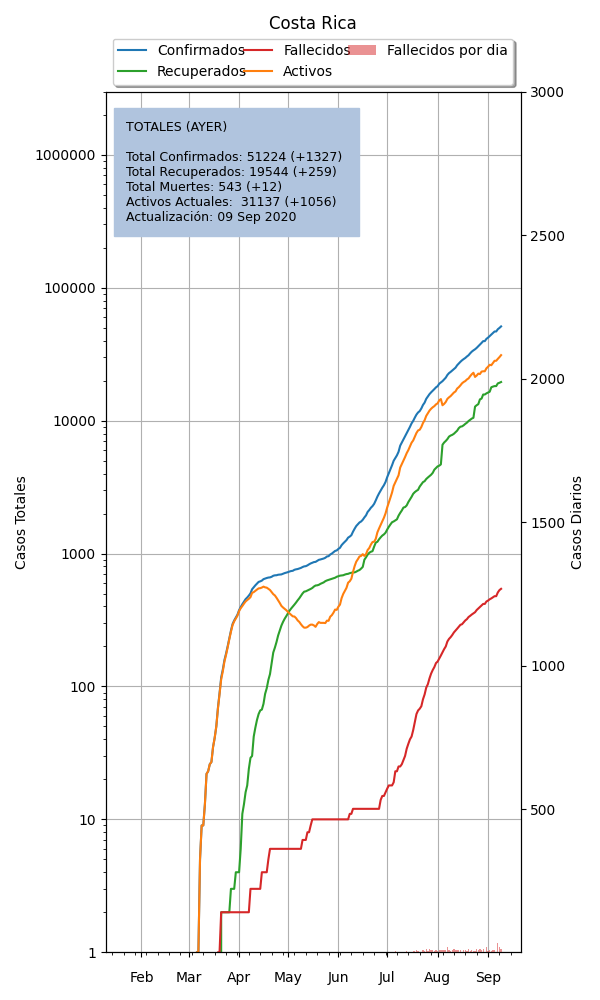 Costa Rica
Confirmados Fallecidos Fallecidos por dia
Recuperados Activos
TOTALES (AYER)
Total Confirmados: 51224 (+1327)
Total Recuperados: 19544 (+259)
Total Muertes: 543 (+12)
Activos Actuales:  31137 (+1056)
Actualización: 09 Sep 2020
Casos Totales
1000000
100000
10000
1000
100
10
1
3000
2500
2000
1500
1000
500
Casos Diarios
Feb Mar Apr May Jun Jul Aug Sep